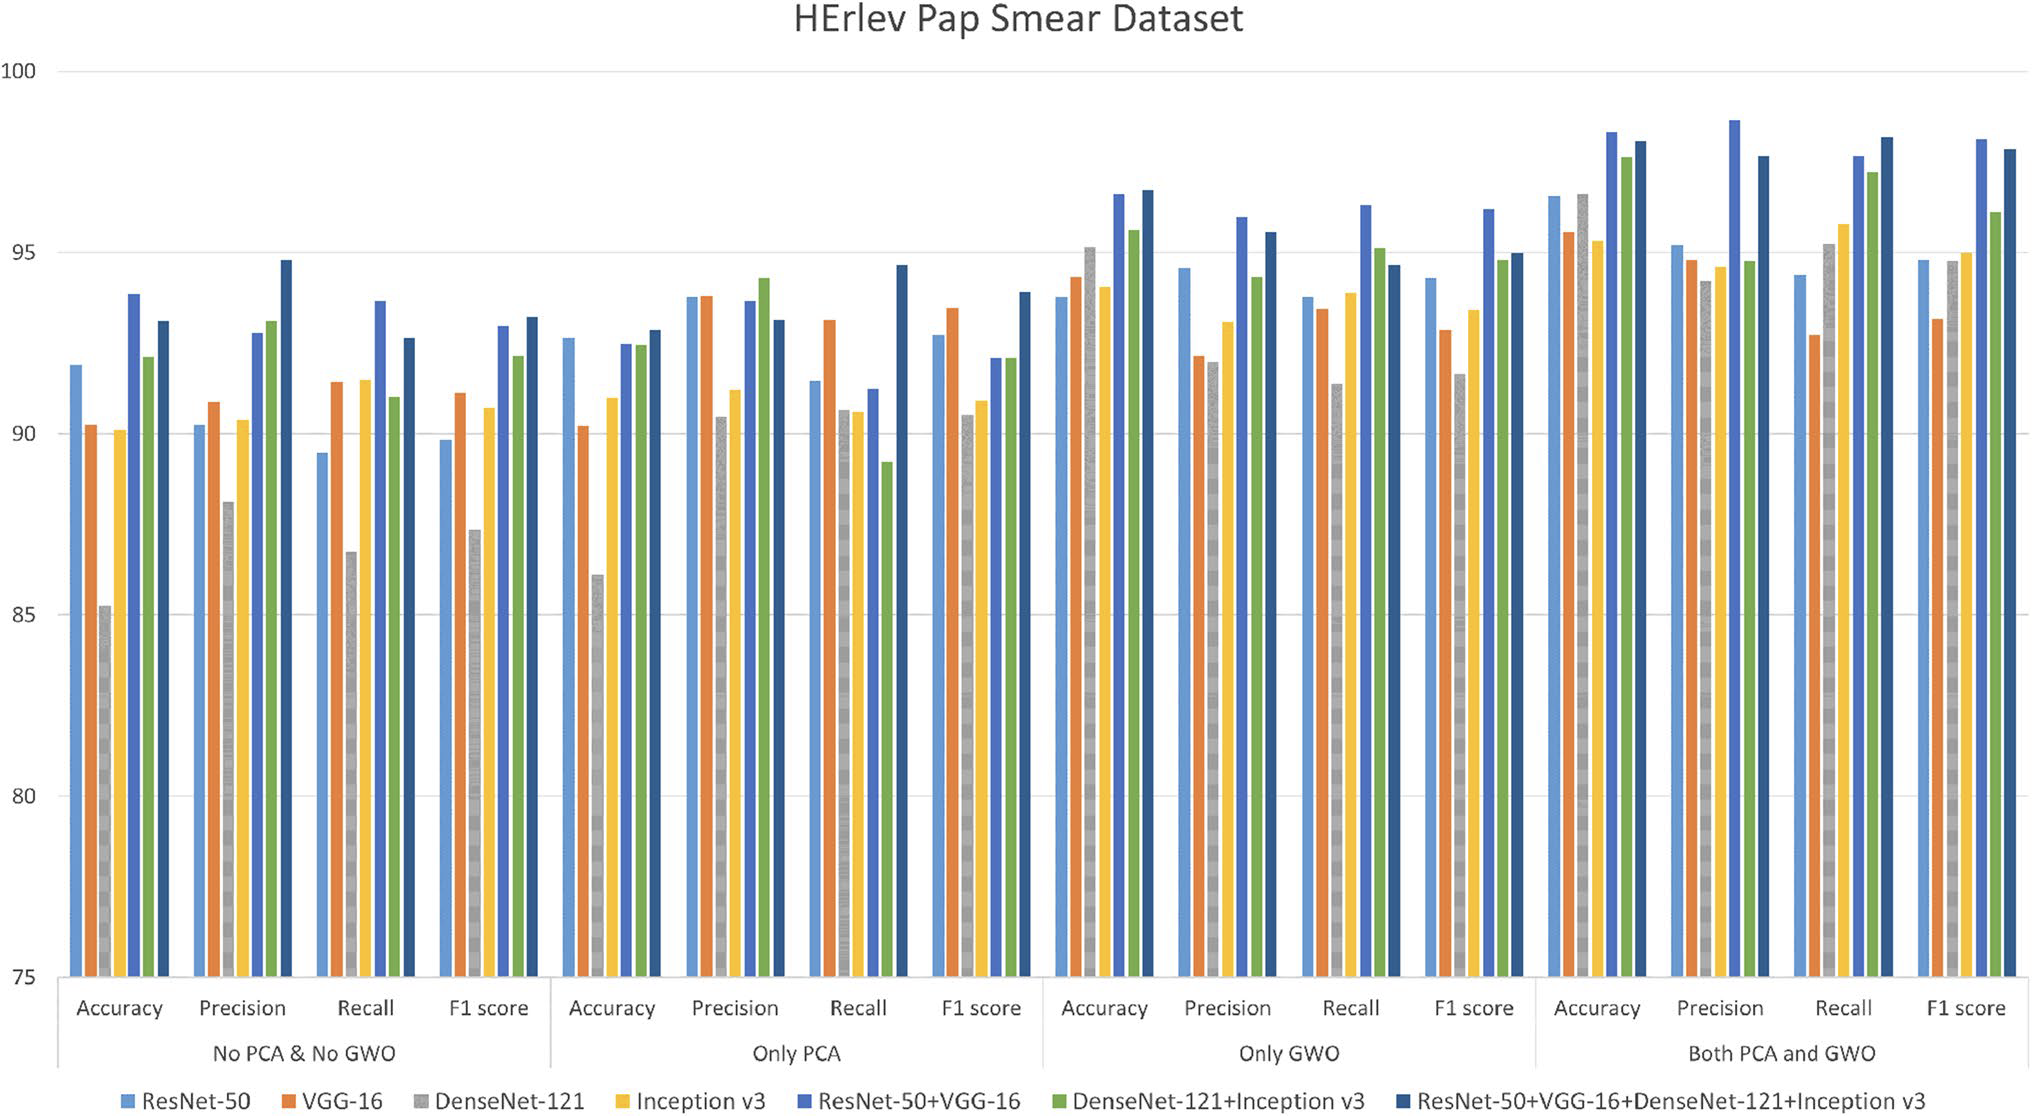 HErlev Pap Smear Dataset
100
95
90
85
80
75
Accuracy Precision Recall F1 score Accuracy Precision Recall F1 score Accuracy Precision Recall F1 score Accuracy Precision Recall F1 score
No PCA & No GWO Only PCA Only GWO Both PCA and GWO
ResNet-50 VGG-16 DenseNet-121 Inception v3 ResNet-50+VGG-16 DenseNet-121+Inception v3 ResNet-50+VGG-16+DenseNet-121+Inception v3